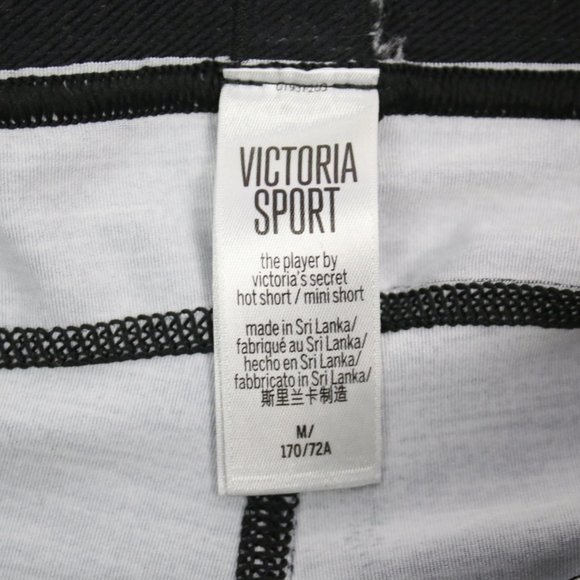 VICTORIA
SPORT
the player by
victoria's secret
hot short / mini short
made in Sri Lanka/
fabriqué au Sri Lanka/
hecho en Sri Lanka/
fabbricato in Sri Lanka/
斯里兰卡制造
M/
170/72A